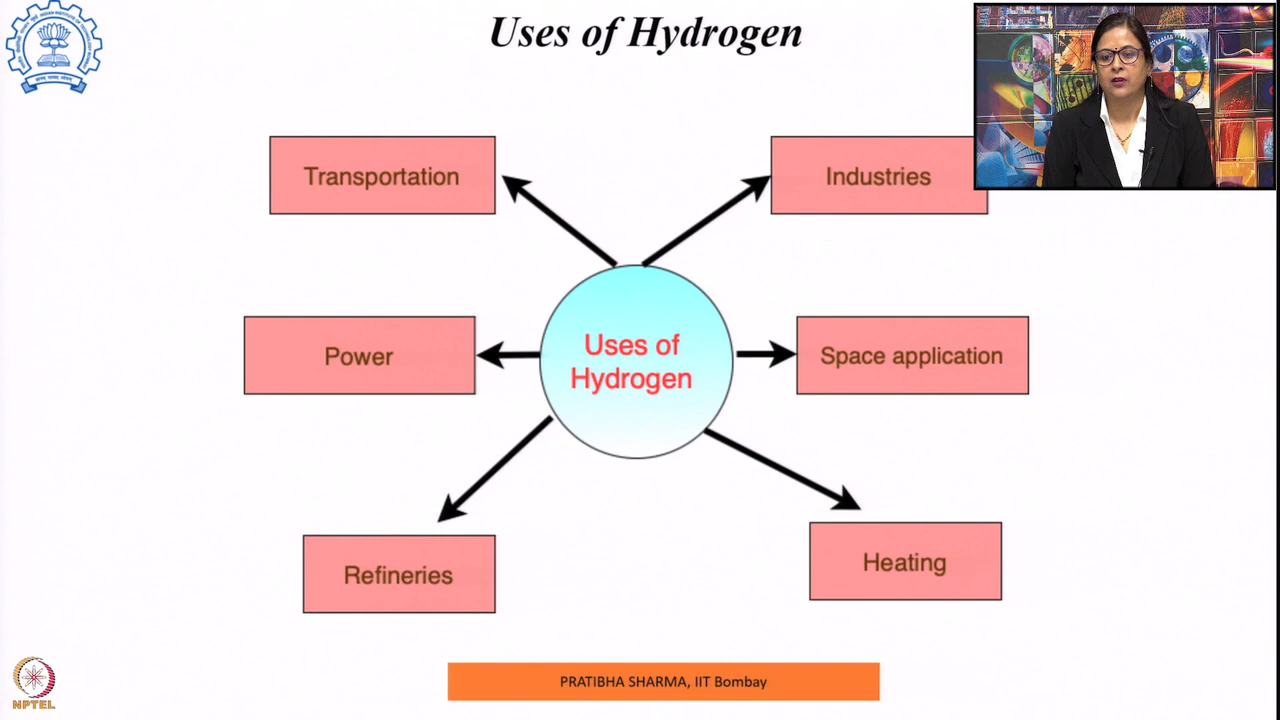 Uses of Hydrogen
Transportation
Industries
Power
Uses of
Hydrogen
Space application
Refineries
Heating
PRATIBHA SHARMA, IIT Bombay
NPTEL